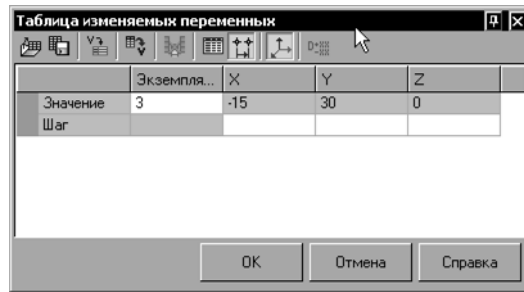 Таблица изменяемых переменных
Экземпля... X Y Z
Значение 3 -15 30 0
Шаг
OK Отмена Справка